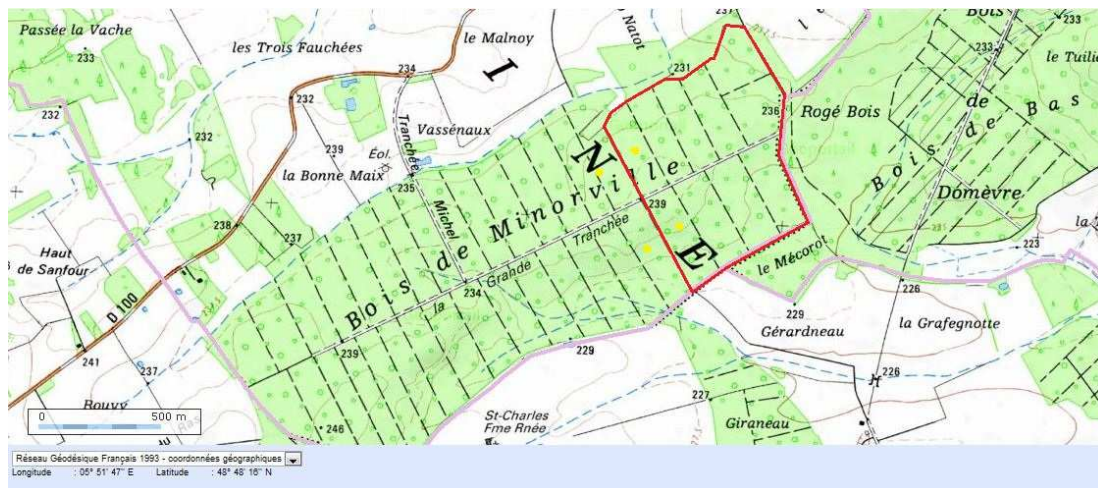 Passée la Vache
233
les Trois Fauchées
le Malnoy
I
Natot
237
233
Bois
le Tuilie
234
231
232
232
232
Tranchée
Vassénaux
239
Éol.
la Bonne Maix
235
Michel
236
Rogé Bois
Bois de Bas
Domèvre
N
E
Bois de Minorville
la Grande Tranchée
239
238
237
Haut
de Sanfour
D 100
234
le Mécorot
223
226
229
Gérardneau
la Grafegnotte
239
229
241
237
226
227
Rouvy
246
St-Charles
Fme Rnée
Giraneau
0 500 m
Réseau Géodésique Français 1993 - coordonnées géographiques
Longitude : 05° 51' 47" E Latitude : 48° 48' 16" N